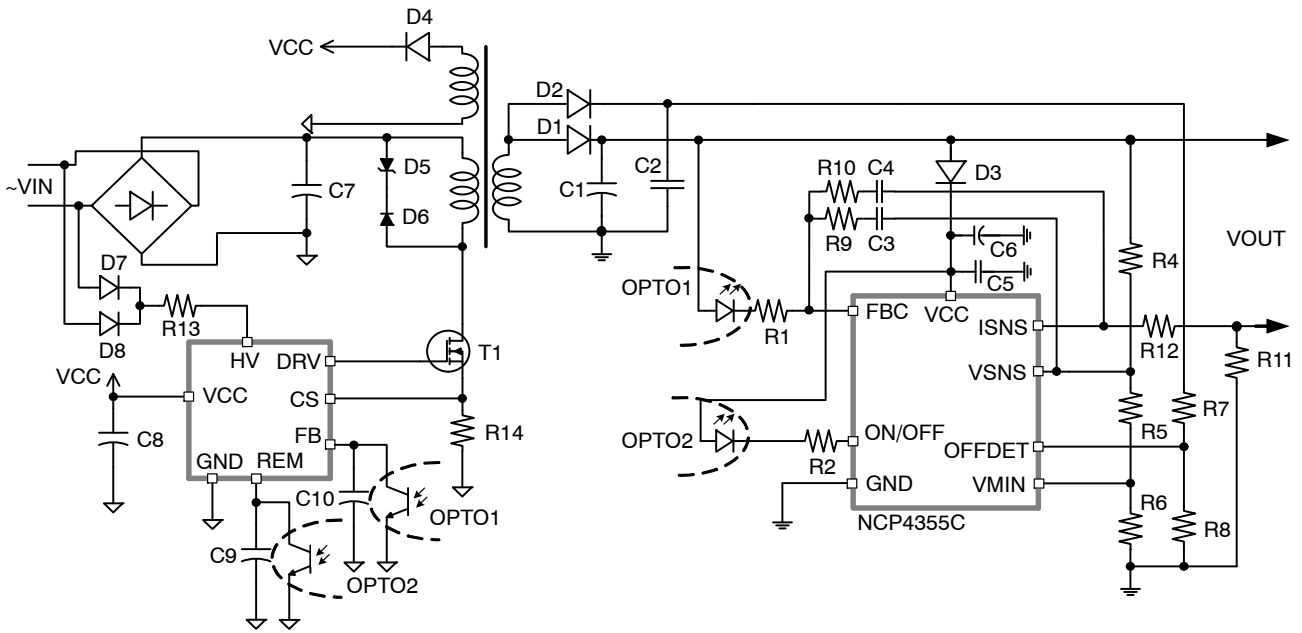 D4
VCC
D2
D1
~VIN
D5
C7
D6
C1
C2
R10 C4
D3
R9 C3
C6
C5
R4
VOUT
D7
D8
R13
OPTO1
R1
FBC
VCC
ISNS
R12
R11
VSNS
HV
DRV
T1
VCC
VCC
CS
C8
FB
R14
GND
REM
OPTO2
R2
ON/OFF
R5
R7
OFFDET
GND
VMIN
R6
R8
NCP4355C
C10
OPTO1
C9
OPTO2